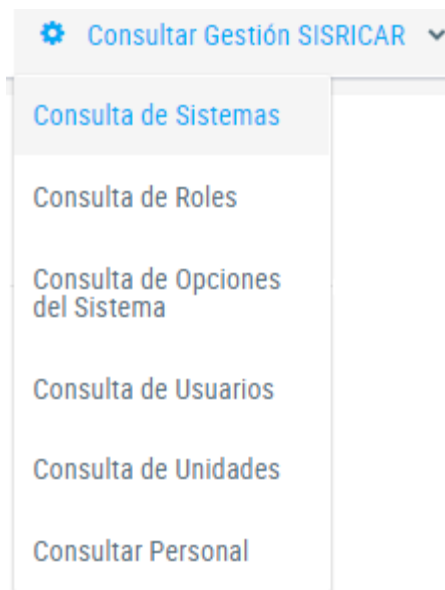 Consultar Gestión SISRICAR
Consulta de Sistemas
Consulta de Roles
Consulta de Opciones
del Sistema
Consulta de Usuarios
Consulta de Unidades
Consultar Personal